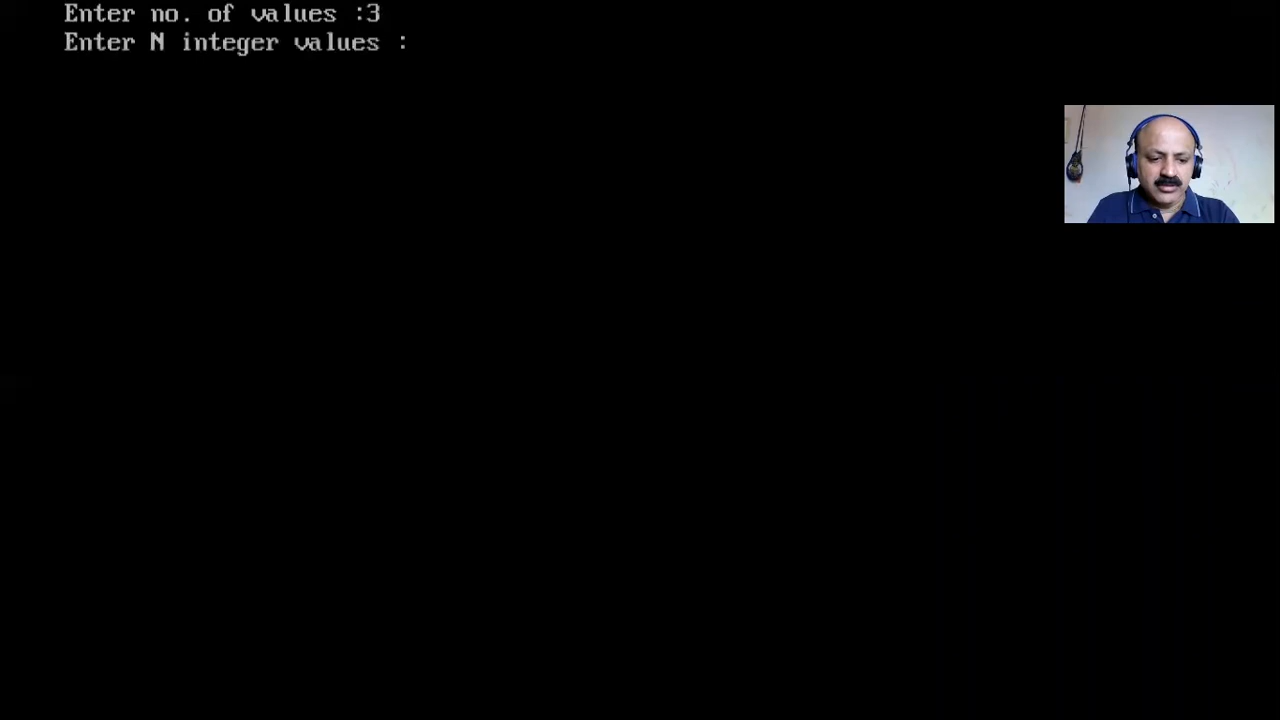 Enter no. of values :3
Enter N integer values :